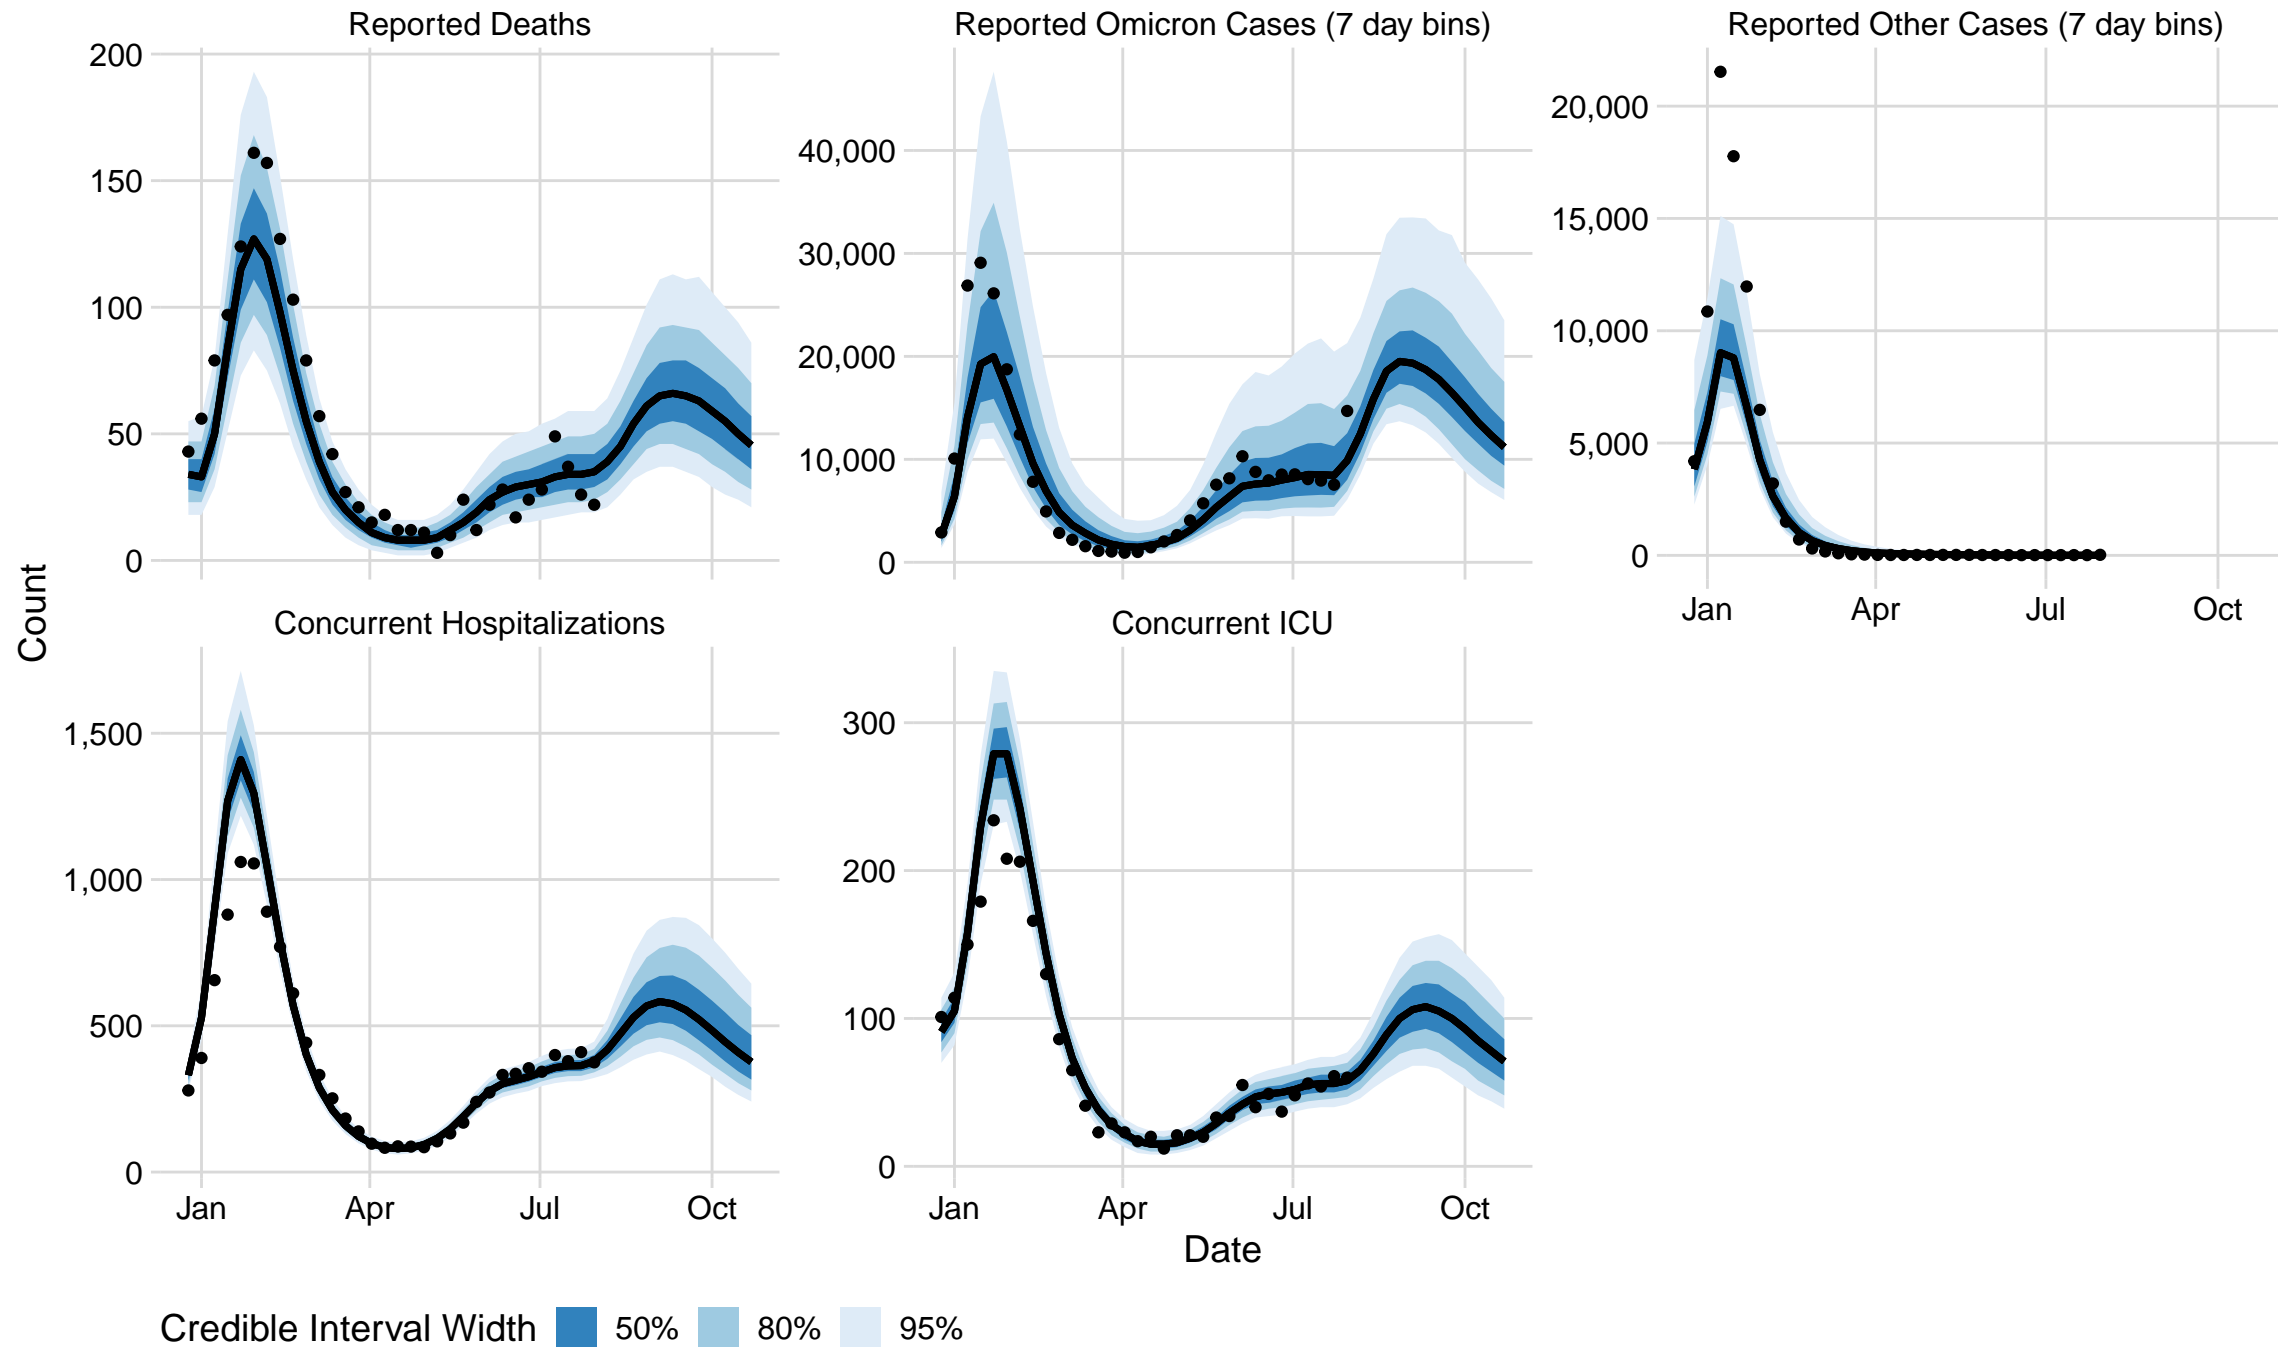 Reported Deaths
Reported Omicron Cases (7 day bins)
Reported Other Cases (7 day bins)
200
150
100
50
0
40,000
30,000
20,000
10,000
0
20,000
15,000
10,000
5,000
0
Jan Apr Jul Oct
Count
Concurrent Hospitalizations
Concurrent ICU
1,500
1,000
500
0
Jan Apr Jul Oct
300
200
100
0
Jan Apr Jul Oct
Date
Credible Interval Width 50% 80% 95%